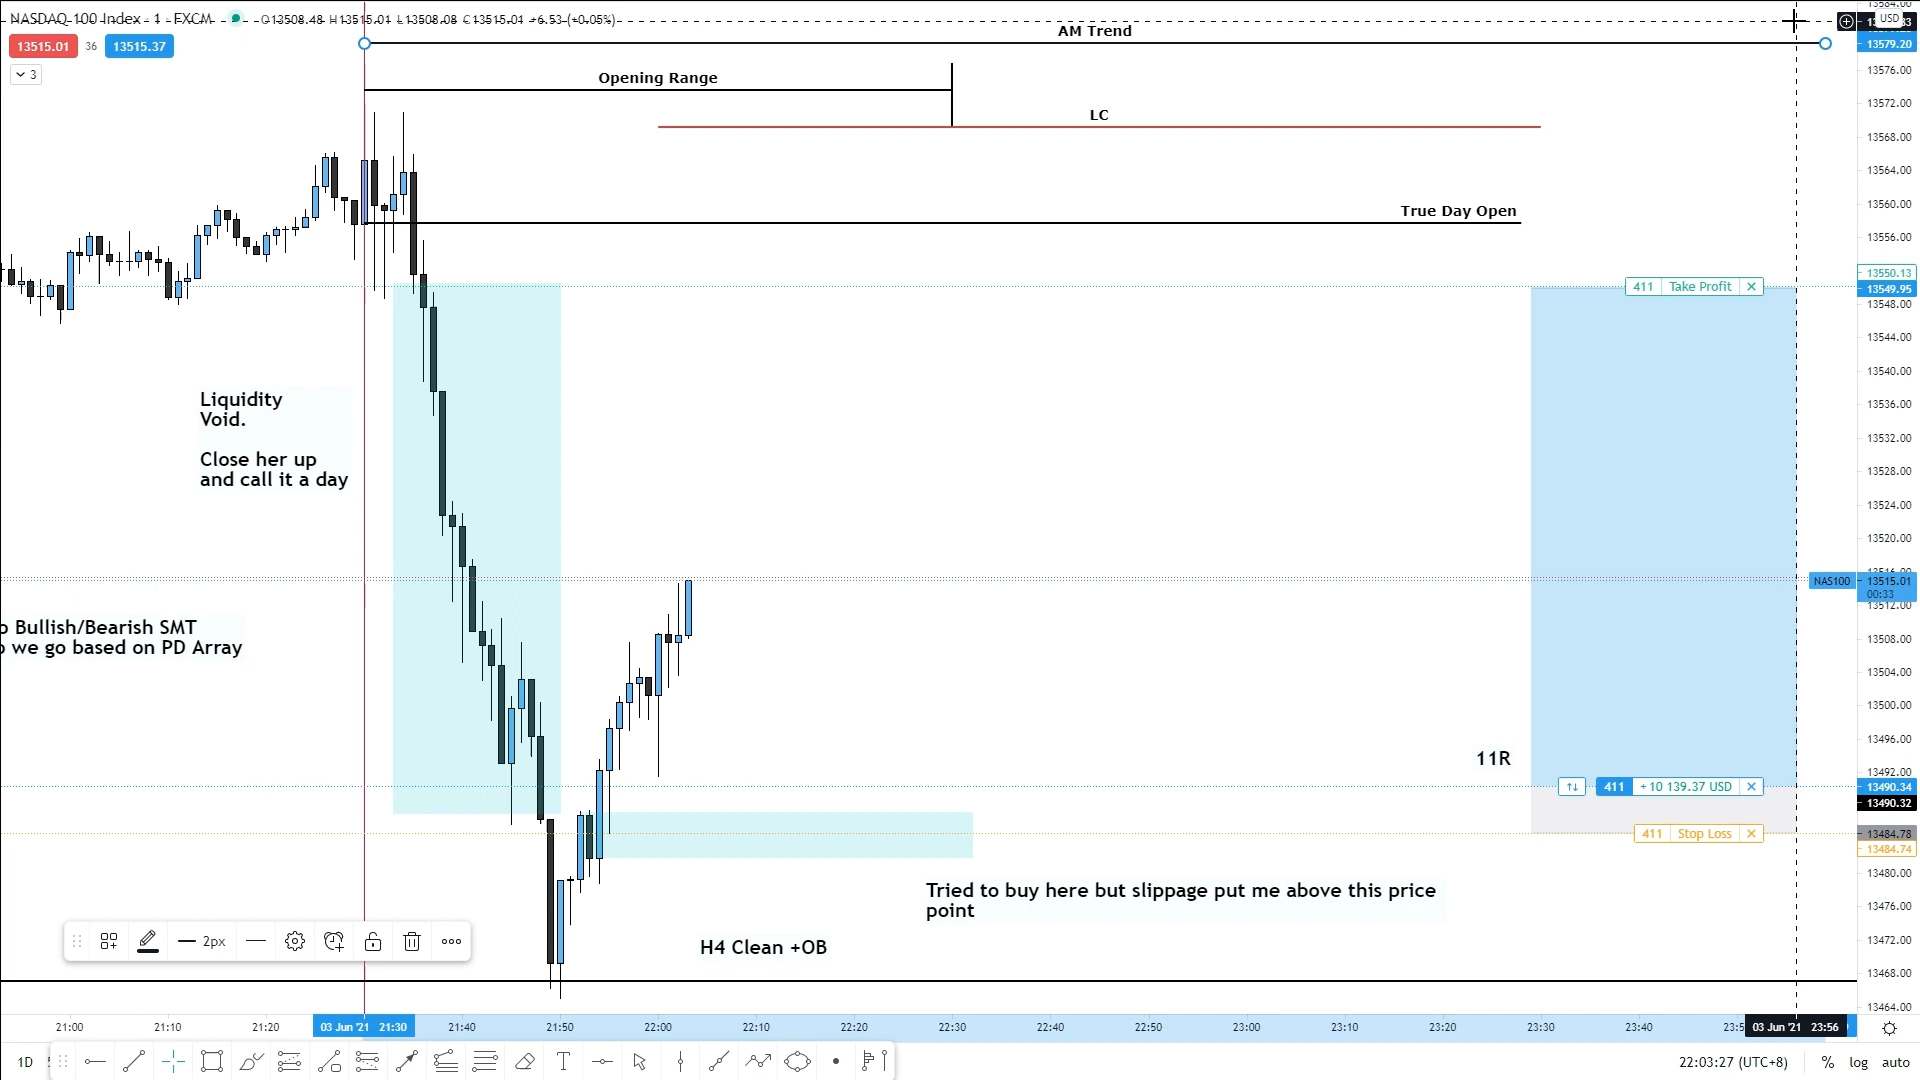 NASDAQ 100 Index · 1 · FXCM O13508.48 H13515.01 L13508.08 C13515.01 +6.53 (+0.05%)
13515.01 36 13515.37
3
AM Trend
Opening Range
LC
True Day Open
Liquidity
Void.
Close her up
and call it a day
Bullish/Bearish SMT
we go based on PD Array
411 Take Profit
11R
411 + 10 139.37 USD
411 Stop Loss
Tried to buy here but slippage put me above this price
point
H4 Clean +OB
2px
USD
13579.20
13576.00
13572.00
13568.00
13564.00
13560.00
13556.00
13550.13
13549.95
13548.00
13544.00
13540.00
13536.00
13532.00
13528.00
13524.00
13520.00
NAS100 13515.01
00:33
13512.00
13508.00
13504.00
13500.00
13496.00
13492.00
13490.34
13490.32
13484.78
13484.74
13480.00
13476.00
13472.00
13468.00
13464.00
21:00 21:10 21:20 03 Jun '21 21:30 21:40 21:50 22:00 22:10 22:20 22:30 22:40 22:50 23:00 23:10 23:20 23:30 23:40 03 Jun '21 23:56
1D 22:03:27 (UTC+8) % log auto